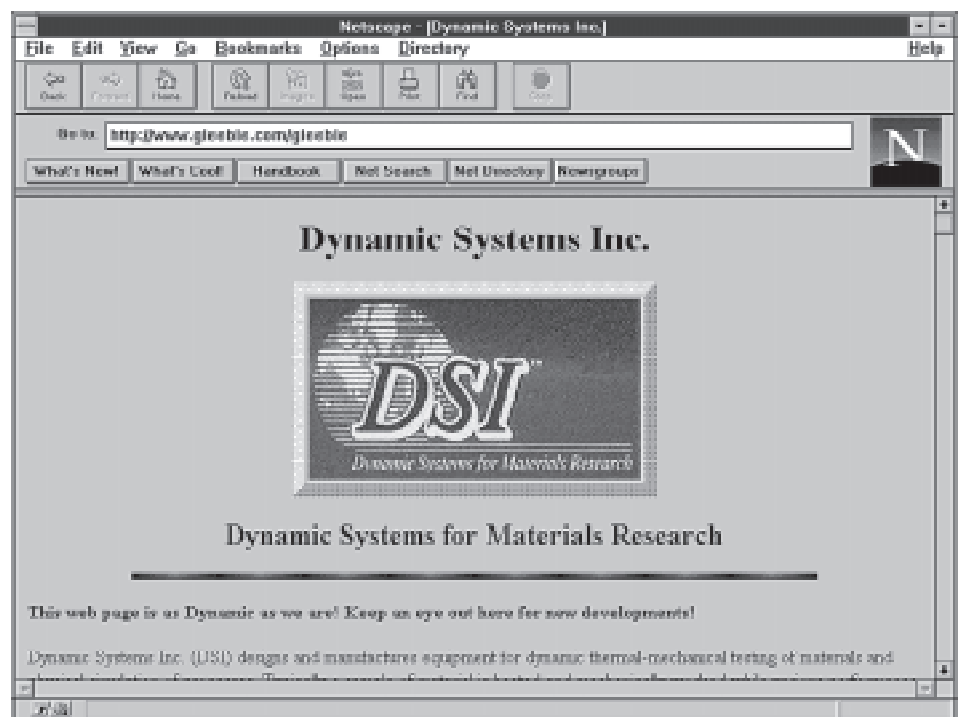 Netscape - [Dynamic Systems Inc.]
File Edit View Go Bookmarks Options Directory Help
Back Forward Home Reload Images Open Print Find Stop
Go to: http://www.gleeble.com/gleeble
What's New! What's Cool! Handbook Net Search Net Directory Newsgroups
N
Dynamic Systems Inc.
DSI™
Dynamic Systems for Materials Research
Dynamic Systems for Materials Research
This web page is as Dynamic as we are! Keep an eye out here for new developments!
Dynamic Systems Inc. (DSI) designs and manufactures equipment for dynamic thermal-mechanical testing of materials and